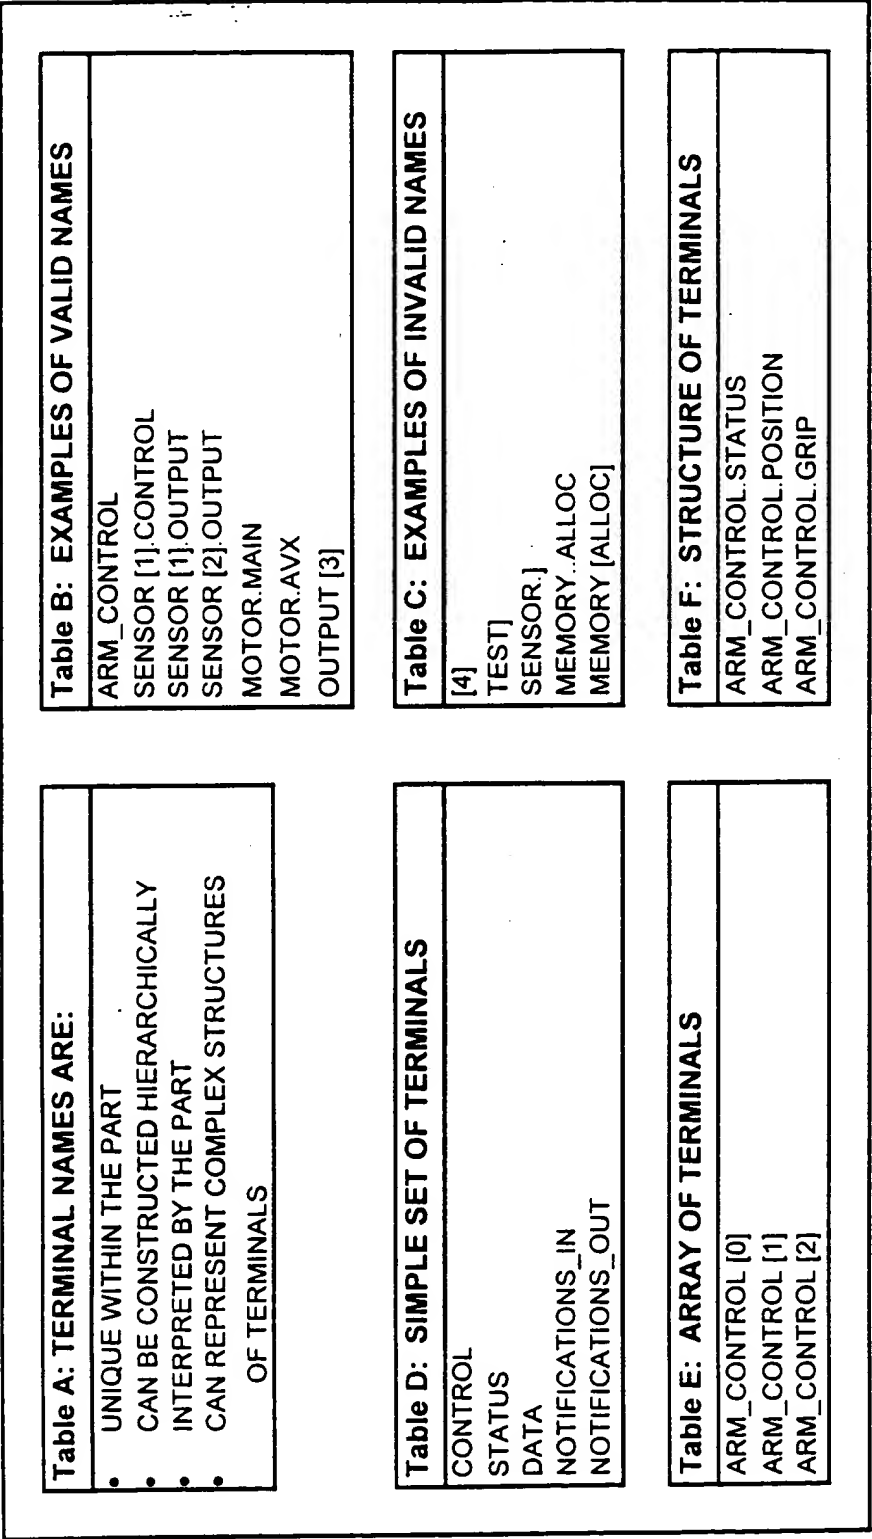 Table A: TERMINAL NAMES ARE:
• UNIQUE WITHIN THE PART
• CAN BE CONSTRUCTED HIERARCHICALLY
• INTERPRETED BY THE PART
• CAN REPRESENT COMPLEX STRUCTURES
OF TERMINALS
Table B: EXAMPLES OF VALID NAMES
ARM_CONTROL
SENSOR [1].CONTROL
SENSOR [1].OUTPUT
SENSOR [2].OUTPUT
MOTOR.MAIN
MOTOR.AVX
OUTPUT [3]
Table D: SIMPLE SET OF TERMINALS
CONTROL
STATUS
DATA
NOTIFICATIONS_IN
NOTIFICATIONS_OUT
Table C: EXAMPLES OF INVALID NAMES
[4]
TEST]
SENSOR.]
MEMORY..ALLOC
MEMORY [ALLOC]
Table E: ARRAY OF TERMINALS
ARM_CONTROL [0]
ARM_CONTROL [1]
ARM_CONTROL [2]
Table F: STRUCTURE OF TERMINALS
ARM_CONTROL.STATUS
ARM_CONTROL.POSITION
ARM_CONTROL.GRIP